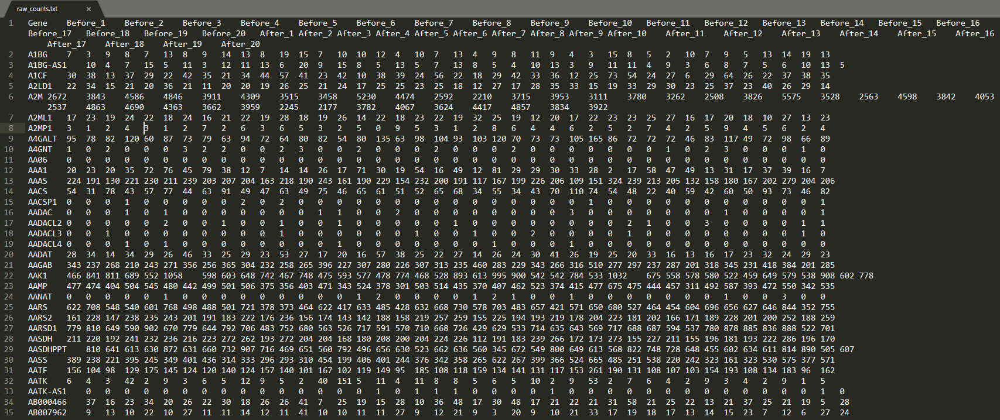 raw_counts.txt ×
1 Gene Before_1 Before_2 Before_3 Before_4 Before_5 Before_6 Before_7 Before_8 Before_9 Before_10 Before_11 Before_12 Before_13 Before_14 Before_15 Before_16
Before_17 Before_18 Before_19 Before_20 After_1 After_2 After_3 After_4 After_5 After_6 After_7 After_8 After_9 After_10 After_11 After_12 After_13 After_14 After_15 After_16
After_17 After_18 After_19 After_20
2 A1BG 7 3 9 8 7 13 8 9 14 13 8 19 15 7 10 10 12 4 10 7 13 4 9 8 11 9 4 3 15 8 5 2 10 7 9 5 13 14 19 13
3 A1BG-AS1 10 4 7 15 5 11 3 12 11 13 6 20 9 15 8 5 13 5 7 13 8 5 4 10 13 3 9 11 11 4 9 3 6 8 7 5 6 10 13 5
4 A1CF 30 38 13 37 29 22 42 35 21 34 44 57 41 23 42 10 38 39 24 56 22 18 29 42 33 36 12 25 73 54 24 27 6 29 64 26 22 37 38 35
5 A2LD1 22 34 15 21 20 36 21 11 20 20 19 26 25 21 24 17 25 25 23 25 18 12 27 17 28 35 33 15 19 33 29 30 23 25 37 23 40 26 29 14
6 A2M 2672 3843 4586 4846 3911 4309 3515 3458 5230 4474 2592 2210 3715 3953 3111 3780 3262 2508 3826 5575 3528 2563 4598 3842 4053
2537 4863 4690 4363 3662 3959 2245 2177 3782 4067 3624 4417 4857 3834 3922
7 A2ML1 17 23 19 24 22 18 24 16 21 22 19 28 18 19 26 14 22 18 23 22 19 32 25 19 12 20 17 22 23 23 25 27 16 17 20 18 10 27 13 23
8 A2MP1 3 1 2 4 3 1 2 7 2 6 3 6 5 3 2 5 0 9 5 3 1 2 8 6 4 4 6 2 5 2 7 4 2 5 9 4 5 6 2 4
9 A4GALT 95 78 82 120 60 87 73 79 63 94 72 64 80 82 54 80 135 63 98 104 93 103 120 70 73 73 105 165 86 72 72 72 46 83 117 49 72 98 66 89
10 A4GNT 1 0 2 0 0 0 3 2 2 0 0 2 3 0 0 2 0 0 0 2 0 0 0 2 0 0 0 0 0 0 0 1 0 2 3 0 0 0 1 0
11 AA06 0 0 0 0 0 0 0 0 0 0 0 0 0 0 0 0 0 0 0 0 0 0 0 0 0 0 0 0 0 0 0 0 0 0 0 0 0 0 0 0
12 AAA1 20 23 20 35 72 76 45 79 38 12 7 14 14 26 17 71 30 19 54 16 49 12 81 29 29 30 33 28 2 17 58 47 49 13 31 17 37 39 16 7
13 AAAS 224 191 130 221 230 211 239 203 207 204 163 218 190 243 161 190 229 154 232 200 191 117 167 199 226 206 109 151 324 239 213 205 132 158 180 167 202 279 204 206
14 AACS 54 31 78 43 57 77 44 63 91 49 47 63 49 75 46 65 61 51 52 65 68 34 55 34 43 70 110 74 54 48 22 40 59 42 60 50 93 73 46 82
15 AACSP1 0 0 0 1 0 0 0 0 0 2 0 2 0 0 0 0 0 0 0 0 0 0 0 0 0 0 0 1 0 0 0 0 0 0 0 0 0 0 0 1
16 AADAC 0 0 0 1 0 1 0 0 0 0 0 0 0 1 1 0 0 2 0 0 0 0 0 0 0 0 3 0 0 0 0 0 0 0 1 0 0 0 0 1
17 AADACL2 0 0 0 0 0 2 0 0 1 0 0 1 0 0 1 0 0 0 0 0 1 0 0 0 0 0 0 0 0 2 1 0 0 3 0 0 0 0 1 1
18 AADACL3 0 0 1 0 0 0 0 0 0 0 0 1 0 0 0 0 0 0 1 0 0 1 0 0 2 0 0 0 0 1 0 0 0 0 0 0 0 0 1 0
19 AADACL4 0 0 0 1 0 1 0 0 0 0 0 0 0 0 1 0 0 0 0 0 0 0 1 0 0 0 1 0 0 0 0 0 0 0 0 0 0 0 0 0
20 AADAT 28 34 14 34 29 26 46 33 25 29 23 53 27 17 20 16 57 38 25 22 27 14 26 24 30 41 26 19 25 20 33 16 13 16 17 23 32 24 29 23
21 AAGAB 343 237 268 210 243 271 356 256 365 304 232 258 265 396 227 307 280 226 307 313 235 460 283 229 343 266 316 510 277 297 237 287 201 318 345 231 418 384 201 285
22 AAK1 466 841 811 689 552 1058 598 603 648 742 467 748 475 593 577 478 774 468 528 893 613 995 900 542 542 784 533 1032 675 558 578 580 522 459 649 579 538 908 602 778
23 AAMP 477 474 404 504 545 480 442 499 501 506 375 356 403 471 343 524 378 301 503 514 435 370 407 462 523 374 415 477 675 475 444 457 311 492 587 393 472 550 342 535
24 AANAT 0 0 0 0 0 0 1 0 0 0 0 0 0 0 0 1 2 0 0 0 0 1 2 1 0 0 1 0 0 0 0 0 0 0 1 0 0 3 0 0
25 AARS 622 708 548 540 601 768 498 488 501 721 378 373 464 622 417 633 485 428 632 668 730 578 703 483 657 421 571 650 680 527 464 454 604 696 656 627 646 844 352 755
26 AARS2 161 228 147 238 235 243 201 191 183 222 176 236 156 174 143 142 188 158 219 257 259 155 225 194 193 219 178 204 223 181 202 166 171 189 228 201 200 252 188 259
27 AARSD1 779 810 649 590 902 670 779 644 792 706 483 752 680 563 526 717 591 570 710 668 726 429 629 533 714 635 643 569 717 688 687 594 537 780 878 885 836 888 522 701
28 AASDH 211 220 192 241 232 236 216 223 272 262 193 272 204 204 168 180 208 200 204 224 226 112 191 183 239 266 172 173 273 155 227 211 155 196 181 193 222 286 196 170
29 AASDHPPT 810 641 613 630 872 631 660 732 907 716 469 651 560 792 496 656 630 523 662 636 560 345 672 549 800 649 613 568 822 748 728 648 455 602 634 611 814 890 505 607
30 AASS 389 238 221 395 245 349 401 436 314 333 296 293 310 454 199 406 401 244 376 342 358 265 622 267 399 366 524 665 485 251 538 220 242 323 161 323 530 575 377 571
31 AATF 156 104 98 129 175 145 124 120 140 124 157 140 101 167 102 119 149 95 185 108 118 159 134 141 131 117 153 261 190 131 108 107 103 154 193 108 134 183 96 162
32 AATK 6 4 3 42 2 9 3 6 5 12 9 5 2 40 151 5 11 4 11 8 8 5 6 5 10 2 9 53 2 7 6 4 2 9 3 4 2 9 1 5
33 AATK-AS1 0 0 0 0 0 0 0 0 0 0 0 0 0 0 0 1 0 1 1 1 0 0 0 0 1 0 0 0 0 0 0 0 0 0 0 0 0 0 1 0
34 AB000466 37 16 23 34 20 26 22 30 18 26 26 41 7 25 19 15 28 10 36 48 17 30 48 17 21 22 21 31 58 21 25 22 13 21 37 25 21 19 5 28
35 AB007962 9 13 10 22 10 27 11 11 14 12 11 41 10 10 11 11 27 9 12 21 9 3 20 9 10 21 33 17 19 18 17 13 14 15 23 7 12 6 27 24